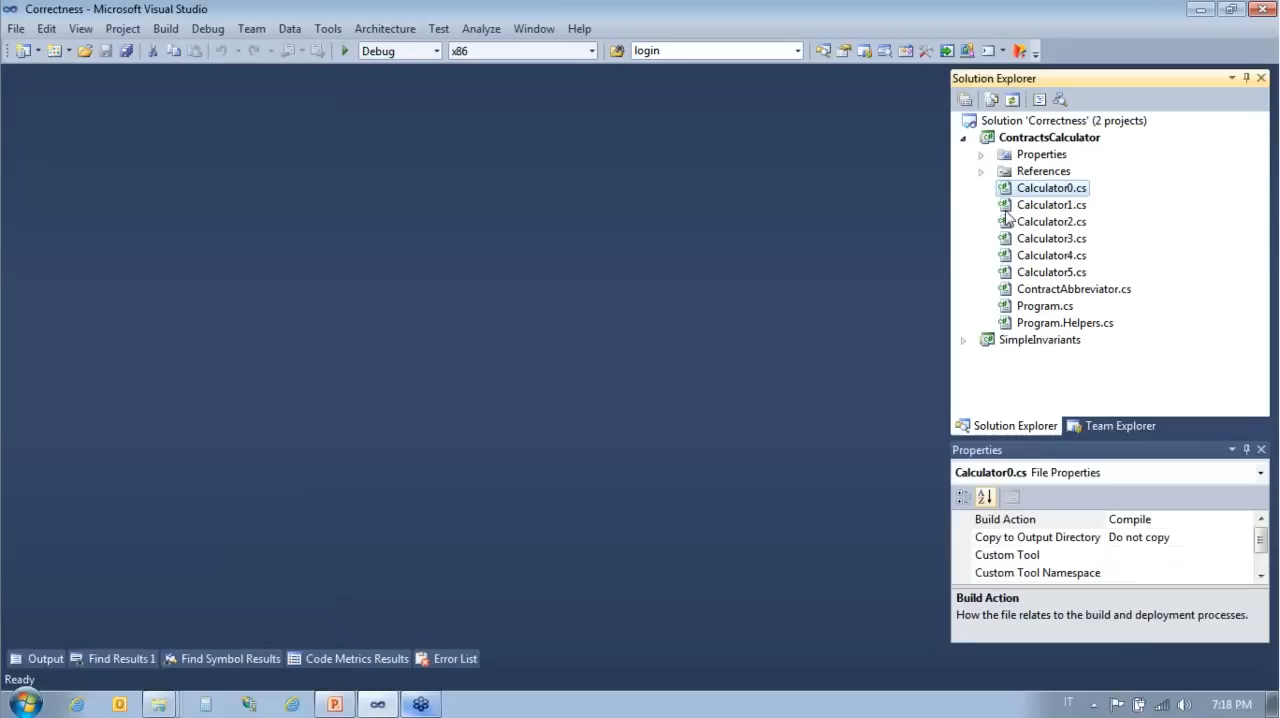 Correctness - Microsoft Visual Studio
File Edit View Project Build Debug Team Data Tools Architecture Test Analyze Window Help
Debug x86 login
Solution Explorer
Solution 'Correctness' (2 projects)
ContractsCalculator
Properties
References
Calculator0.cs
Calculator1.cs
Calculator2.cs
Calculator3.cs
Calculator4.cs
Calculator5.cs
ContractAbbreviator.cs
Program.cs
Program.Helpers.cs
SimpleInvariants
Solution Explorer Team Explorer
Properties
Calculator0.cs File Properties
Build Action Compile
Copy to Output Directory Do not copy
Custom Tool
Custom Tool Namespace
Build Action
How the file relates to the build and deployment processes.
Output Find Results 1 Find Symbol Results Code Metrics Results Error List
Ready
IT 7:18 PM